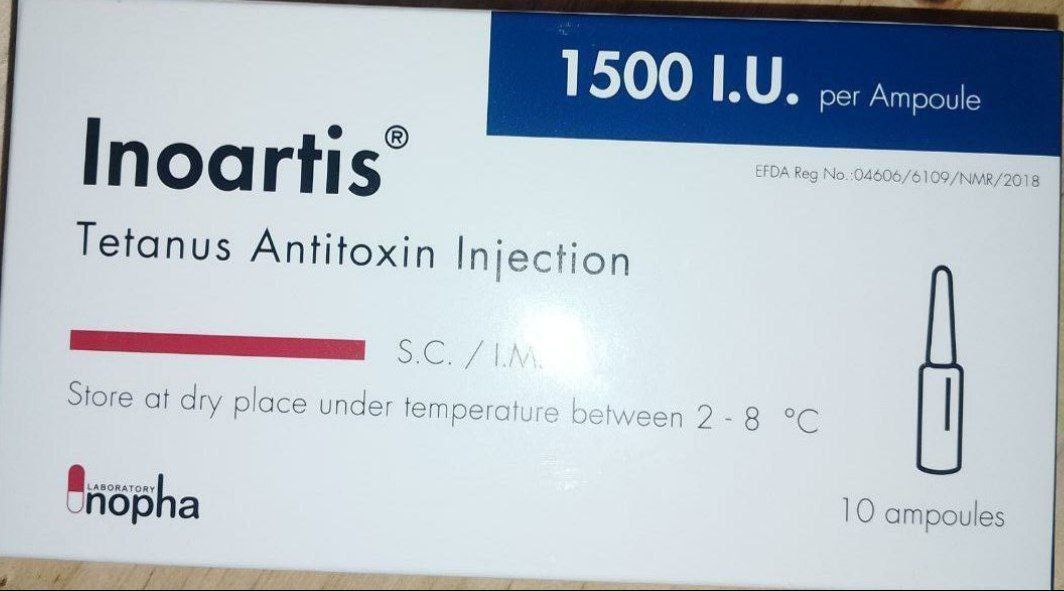 1500 I.U. per Ampoule
Inoartis®
EFDA Reg No.:04606/6109/NMR/2018
Tetanus Antitoxin Injection
S.C. / I.M.
Store at dry place under temperature between 2 - 8 °C
LABORATORY
Inopha
10 ampoules